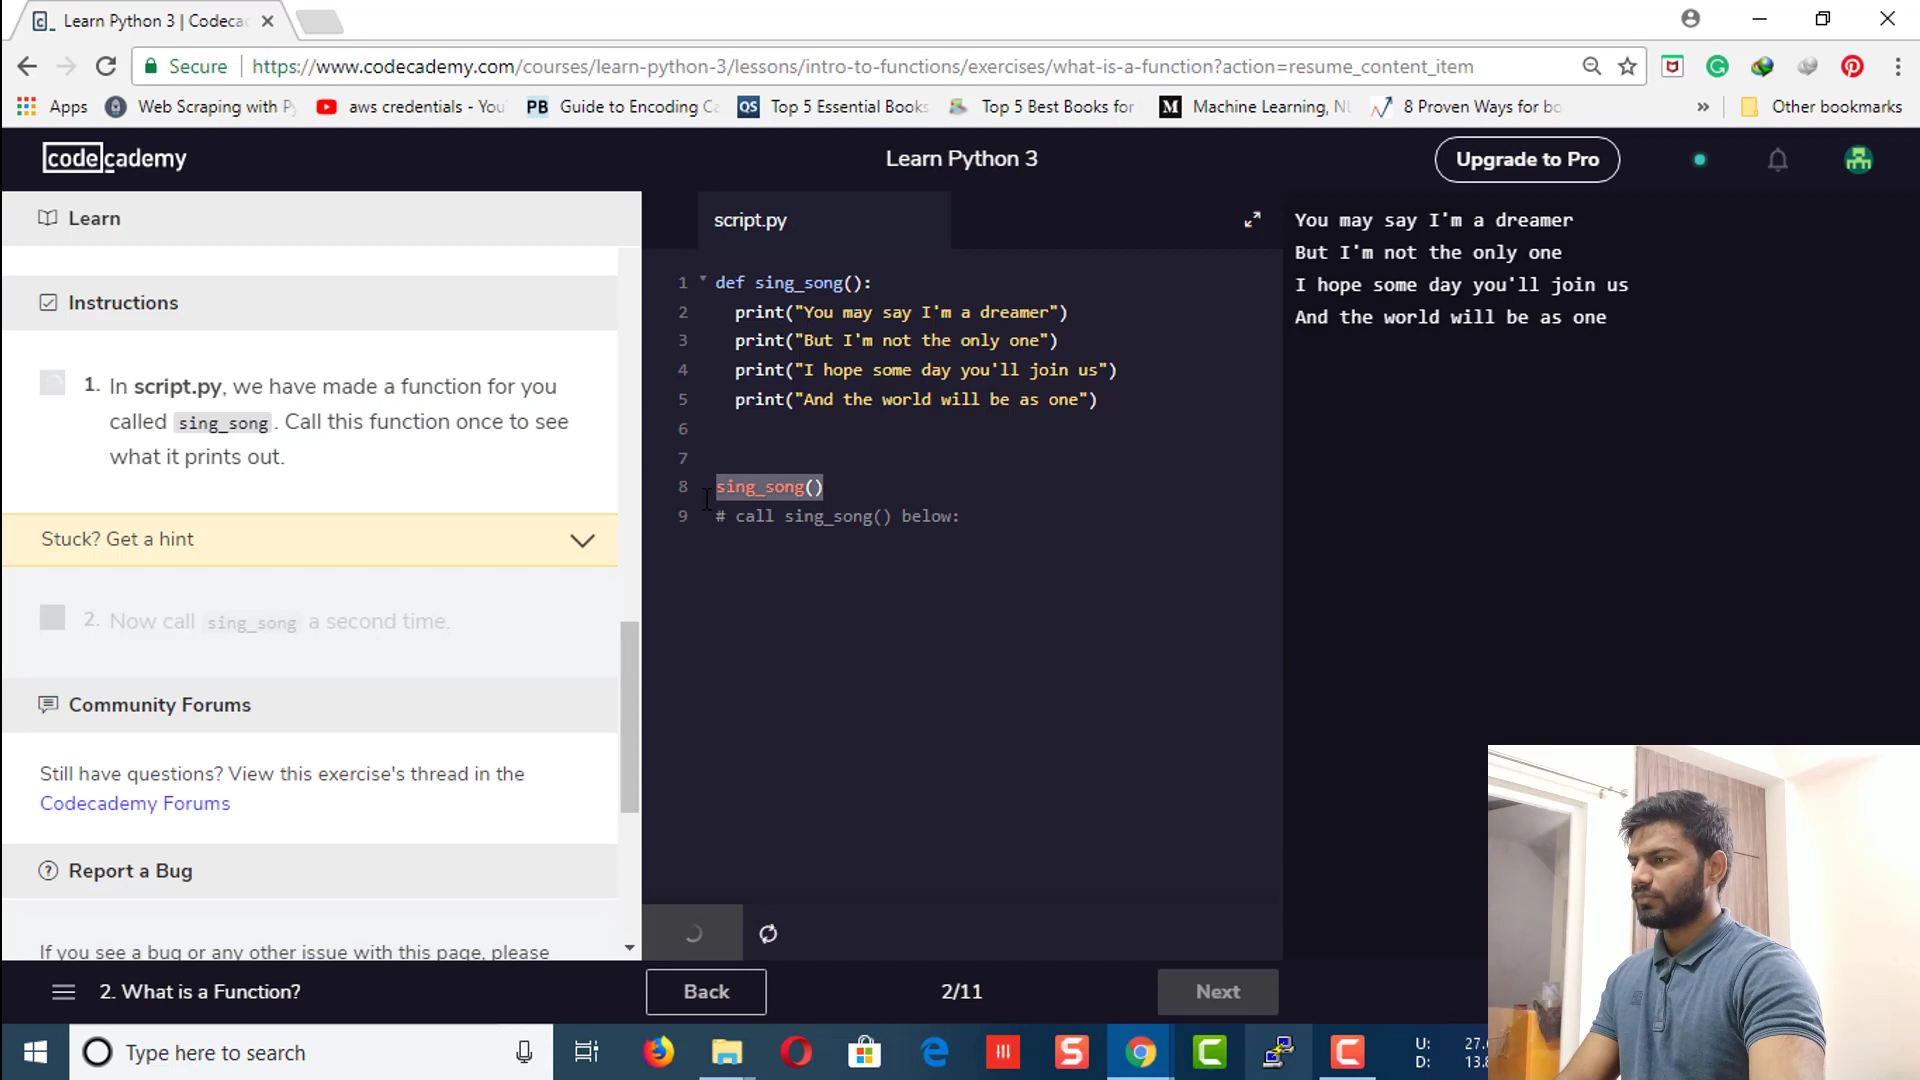 Learn Python 3 | Codeca
Secure
https://www.codecademy.com/courses/learn-python-3/lessons/intro-to-functions/exercises/what-is-a-function?action=resume_content_item
Apps
Web Scraping with Py
aws credentials - You
PB Guide to Encoding Ca
QS Top 5 Essential Books
Top 5 Best Books for
M Machine Learning, NL
8 Proven Ways for bo
»
Other bookmarks
codecademy
Learn Python 3
Upgrade to Pro
Learn
script.py
Instructions
1. In script.py, we have made a function for you
called sing_song. Call this function once to see
what it prints out.
Stuck? Get a hint
2. Now call sing_song a second time.
Community Forums
Still have questions? View this exercise's thread in the
Codecademy Forums
Report a Bug
If you see a bug or any other issue with this page, please
1 def sing_song():
2 print("You may say I'm a dreamer")
3 print("But I'm not the only one")
4 print("I hope some day you'll join us")
5 print("And the world will be as one")
6
7
8 sing_song()
9 # call sing_song() below:
You may say I'm a dreamer
But I'm not the only one
I hope some day you'll join us
And the world will be as one
2. What is a Function?
Back
2/11
Next
Type here to search
U: 27.
D: 13.8